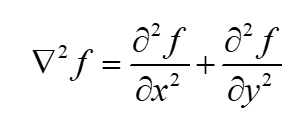 ∇²f = ∂²f/∂x² + ∂²f/∂y²